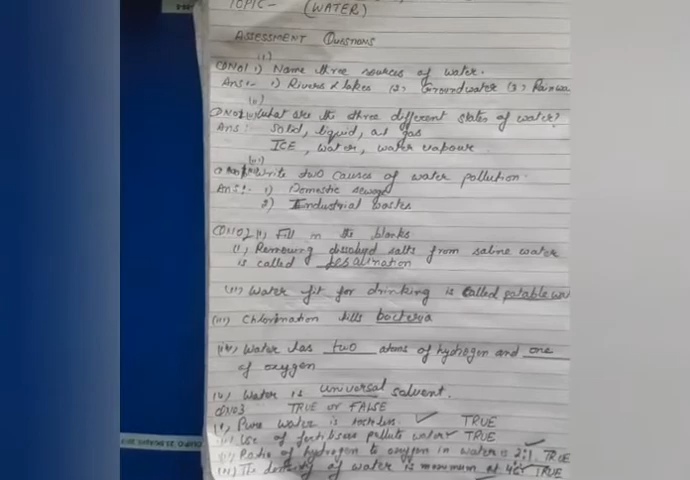 TOPIC- (WATER)
ASSESSMENT QUESTIONS
(i)
QNO1 i) Name three sources of water.
Ans:- 1) Rivers & lakes (2) Groundwater (3) Rainwa
(ii)
QNO1 ii) What are the three different states of water?
Ans: Solid, liquid, and gas
ICE, water, water vapour
(iii)
Write two causes of water pollution.
An:- 1) Domestic sewage
2) Industrial wastes
QNO2 (i) Fill in the blanks
(i) Removing dissolved salts from saline water
is called Desalination
(ii) Water fit for drinking is called potable wat
(iii) Chlorination kills bacteria
(iv) Water has two atoms of hydrogen and one
of oxygen
(v) Water is universal solvent.
QNO3 TRUE or FALSE
(i) Pure water is ✓ TRUE
Use of fertilisers pollute water TRUE
Ratio of hydrogen to oxygen in water is 2:1. TRUE
The density of water is maximum at 4°C TRUE